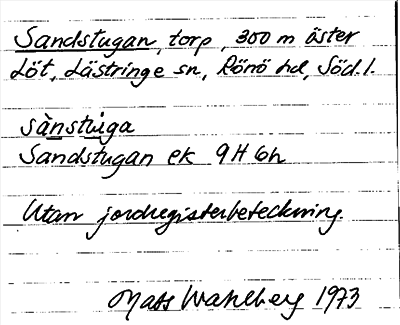 Sandstugan, torp, 300 m öster
Löt, Lästringe sn, Rönö hd, Söd. l.
sànstùga
Sandstugan ek 9H 6h
Utan jordregisterbeteckning.
Mats Wahlberg 1973